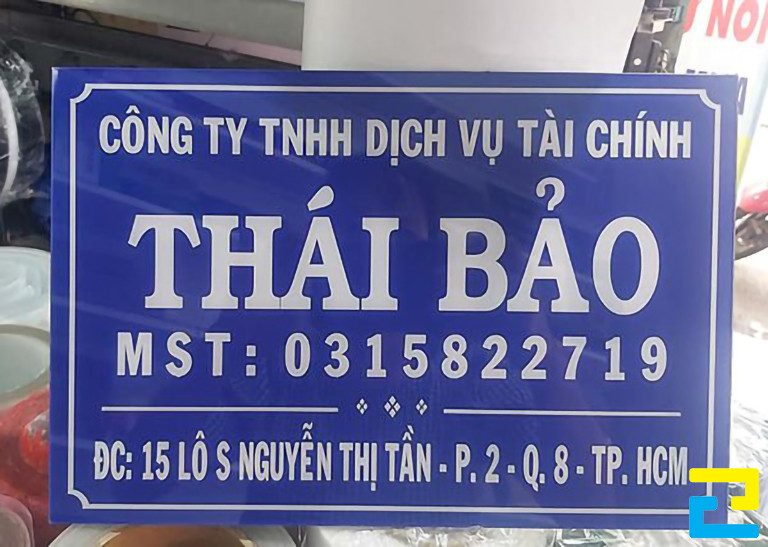 CÔNG TY TNHH DỊCH VỤ TÀI CHÍNH
THÁI BẢO
MST: 0315822719
ĐC: 15 LÔ S NGUYỄN THỊ TẦN - P. 2 - Q. 8 - TP. HCM